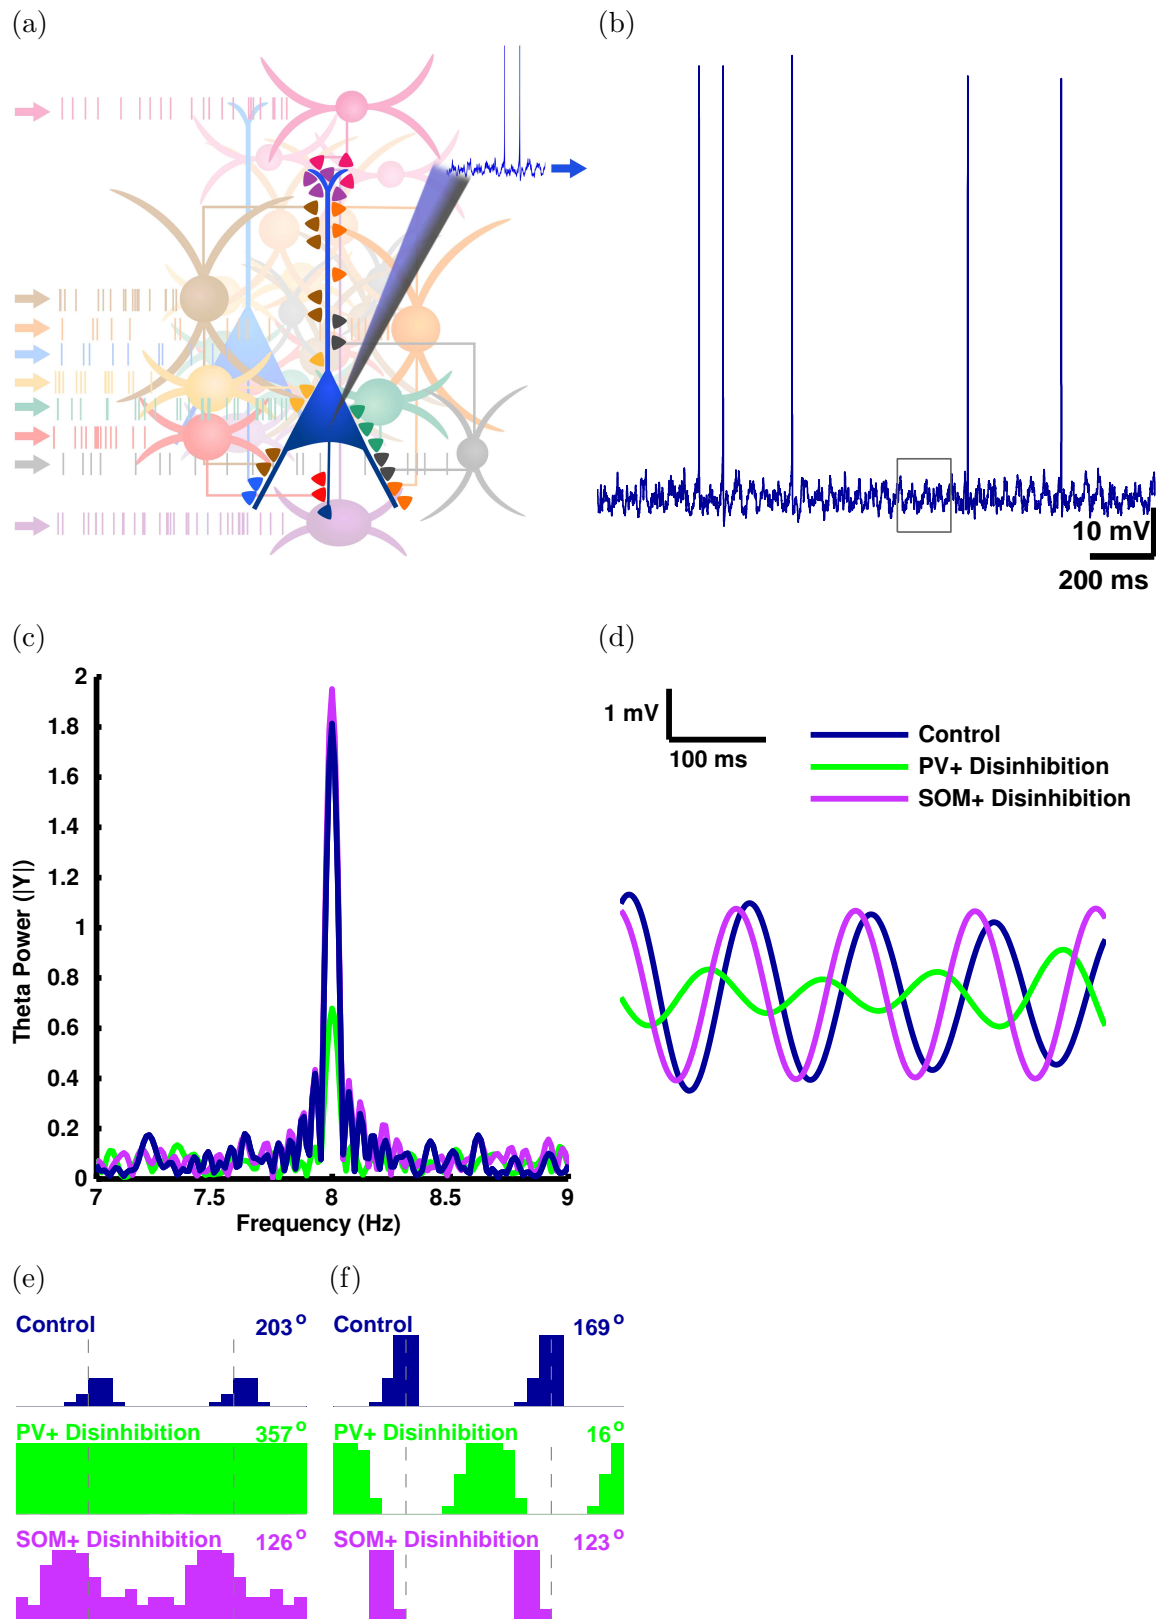 (a)
(b)
10 mV
200 ms
(c)
2
1.8
1.6
1.4
1.2
1
0.8
0.6
0.4
0.2
0
7
7.5
8
8.5
9
Theta Power (|Y|)
Frequency (Hz)
(d)
1 mV
100 ms
Control
PV+ Disinhibition
SOM+ Disinhibition
(e)
Control 203°
PV+ Disinhibition 357°
SOM+ Disinhibition 126°
(f)
Control 169°
PV+ Disinhibition 16°
SOM+ Disinhibition 123°